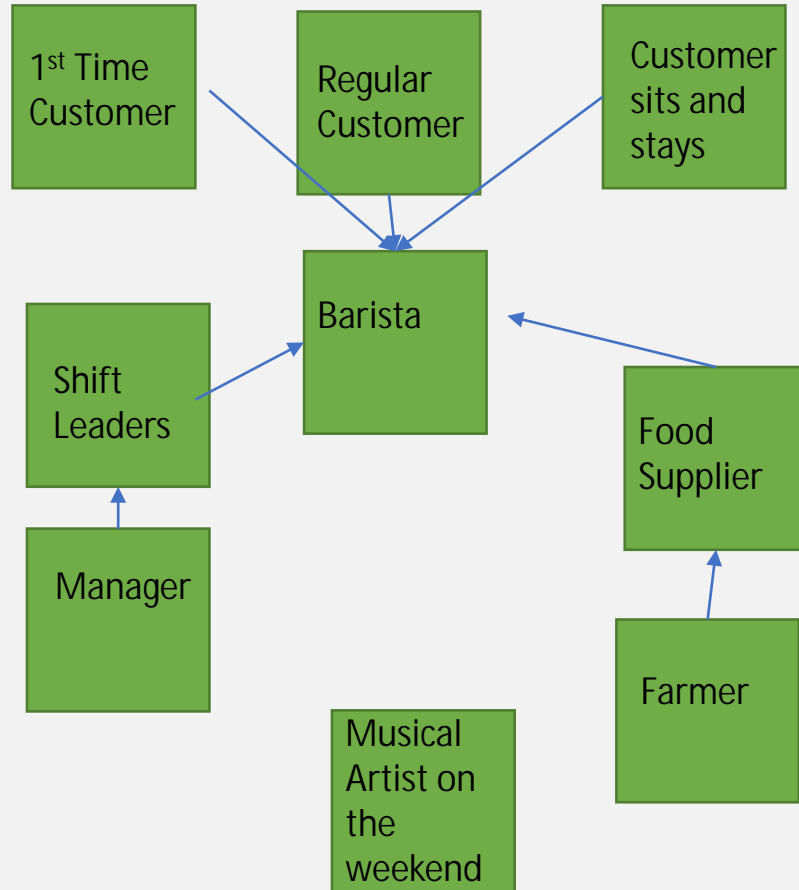 1st Time
Customer
Regular
Customer
Customer
sits and
stays
Barista
Shift
Leaders
Food
Supplier
Manager
Farmer
Musical
Artist on
the
weekend